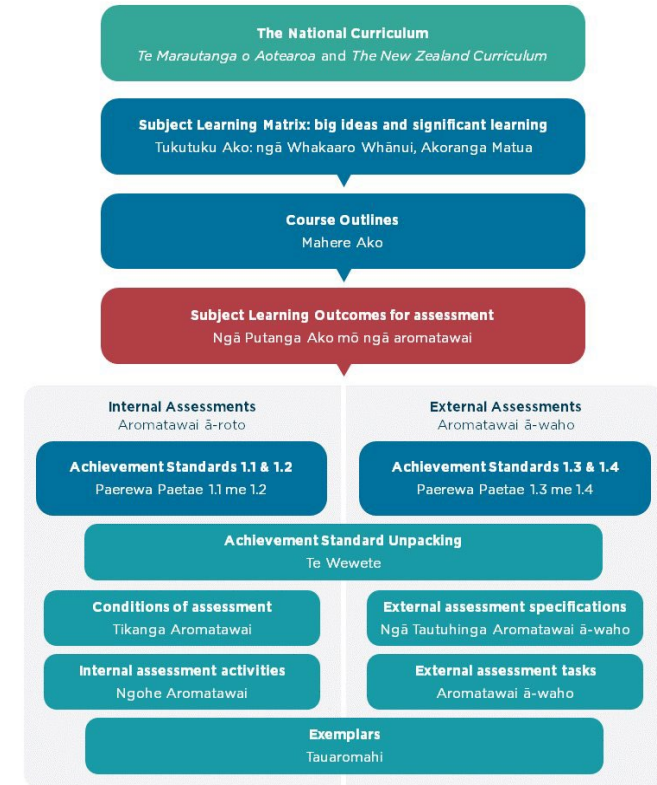 The National Curriculum
Te Marautanga o Aotearoa and The New Zealand Curriculum
Subject Learning Matrix: big ideas and significant learning
Tukutuku Ako: ngā Whakaaro Whānui, Akoranga Matua
Course Outlines
Mahere Ako
Subject Learning Outcomes for assessment
Ngā Putanga Ako mō ngā aromatawai
Internal Assessments
Aromatawai ā-roto
Achievement Standards 1.1 & 1.2
Paerewa Paetae 1.1 me 1.2
External Assessments
Aromatawai ā-waho
Achievement Standards 1.3 & 1.4
Paerewa Paetae 1.3 me 1.4
Achievement Standard Unpacking
Te Wewete
Conditions of assessment
Tikanga Aromatawai
External assessment specifications
Ngā Tautuhinga Aromatawai ā-waho
Internal assessment activities
Ngohe Aromatawai
External assessment tasks
Aromatawai ā-waho
Exemplars
Tauaromahi